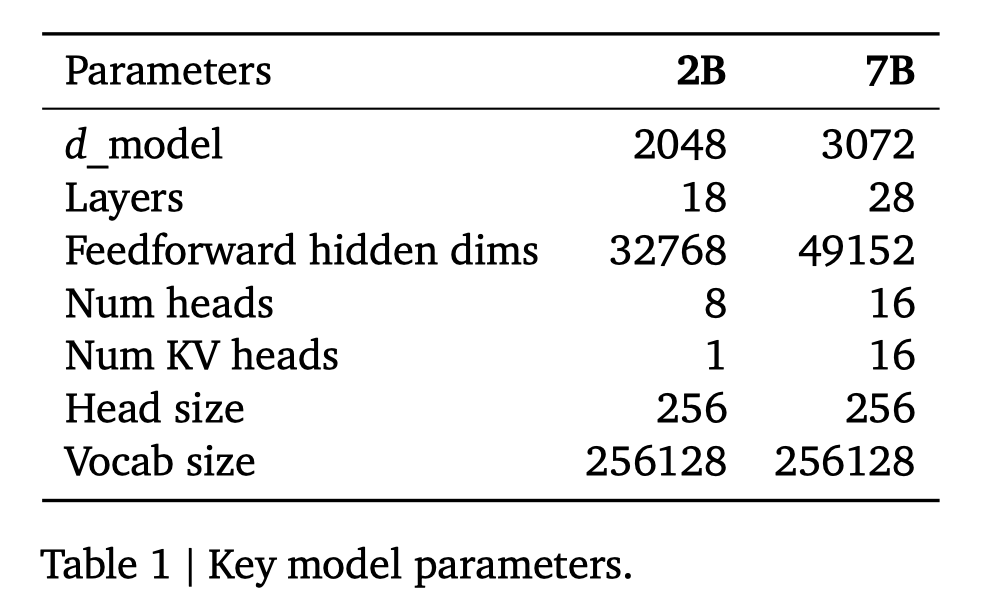 Parameters 2B 7B
d_model 2048 3072
Layers 18 28
Feedforward hidden dims 32768 49152
Num heads 8 16
Num KV heads 1 16
Head size 256 256
Vocab size 256128 256128
Table 1 | Key model parameters.